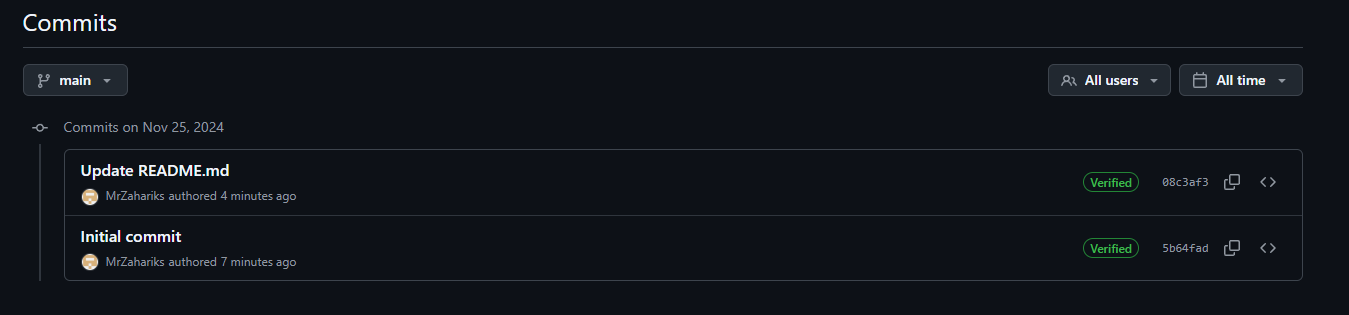 Commits
main
All users
All time
Commits on Nov 25, 2024
Update README.md
MrZahariks authored 4 minutes ago
Verified
08c3af3
Initial commit
MrZahariks authored 7 minutes ago
Verified
5b64fad